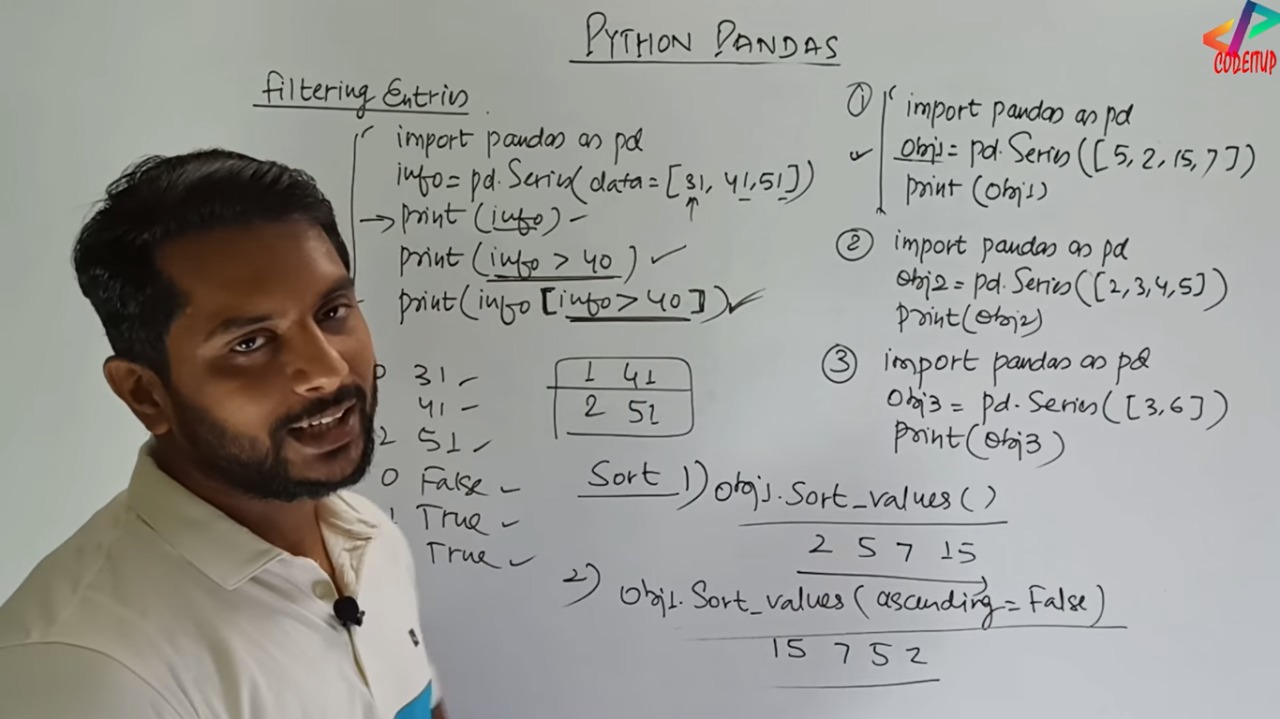 PYTHON PANDAS
CODEITUP
Filtering Entries
import pandas as pd
info = pd.Series(data = [31, 41, 51])
print (info)
print (info > 40)
print (info [info > 40])
31
41
2 51
0 False
1 True
True
1 41
2 51
① import pandas as pd
obj1 = pd.Series([5, 2, 15, 7])
print (obj1)
② import pandas as pd
obj2 = pd.Series([2, 3, 4, 5])
print (obj2)
③ import pandas as pd
obj3 = pd.Series([3, 6])
print (obj3)
Sort 1) obj1.Sort_values()
2 5 7 15
2) obj1.Sort_values(ascending = False)
15 7 5 2